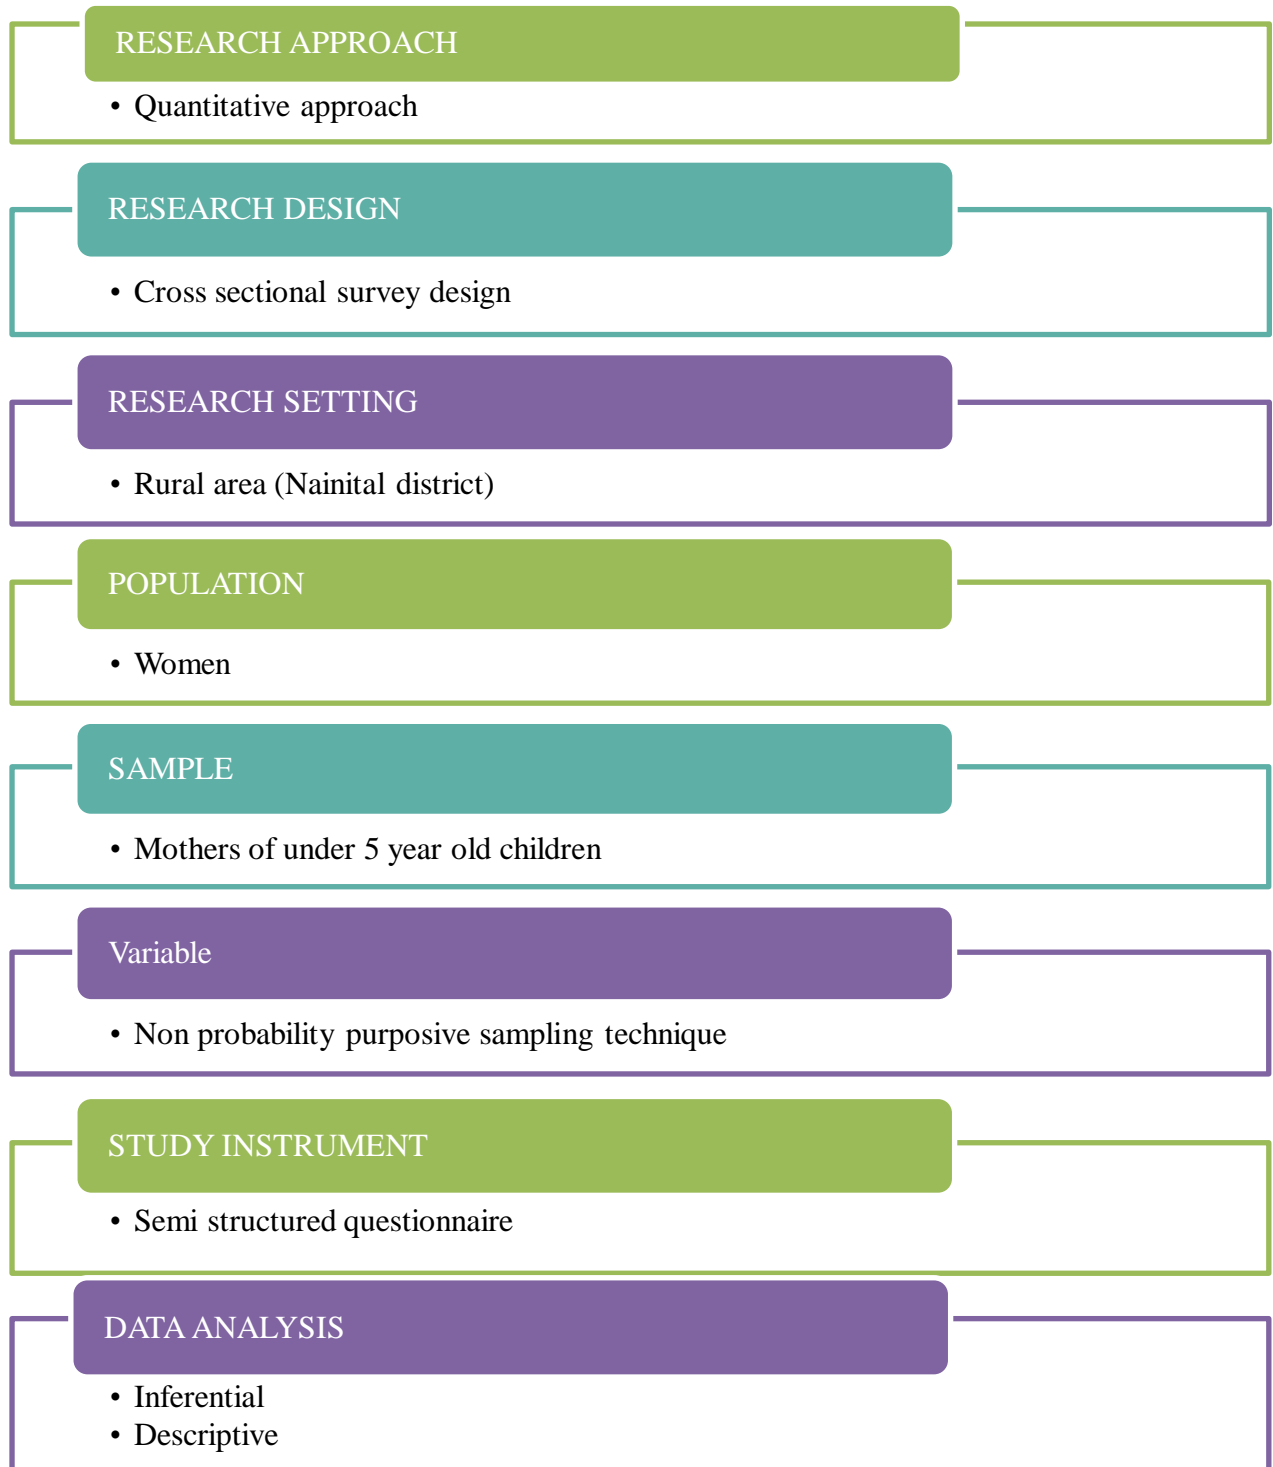 RESEARCH APPROACH
• Quantitative approach
RESEARCH DESIGN
• Cross sectional survey design
RESEARCH SETTING
• Rural area (Nainital district)
POPULATION
• Women
SAMPLE
• Mothers of under 5 year old children
Variable
• Non probability purposive sampling technique
STUDY INSTRUMENT
• Semi structured questionnaire
DATA ANALYSIS
• Inferential
• Descriptive